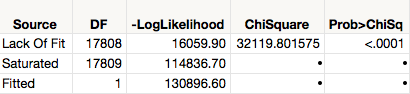 Source DF -LogLikelihood ChiSquare Prob>ChiSq
Lack Of Fit 17808 16059.90 32119.801575 <.0001
Saturated 17809 114836.70 • •
Fitted 1 130896.60 • •